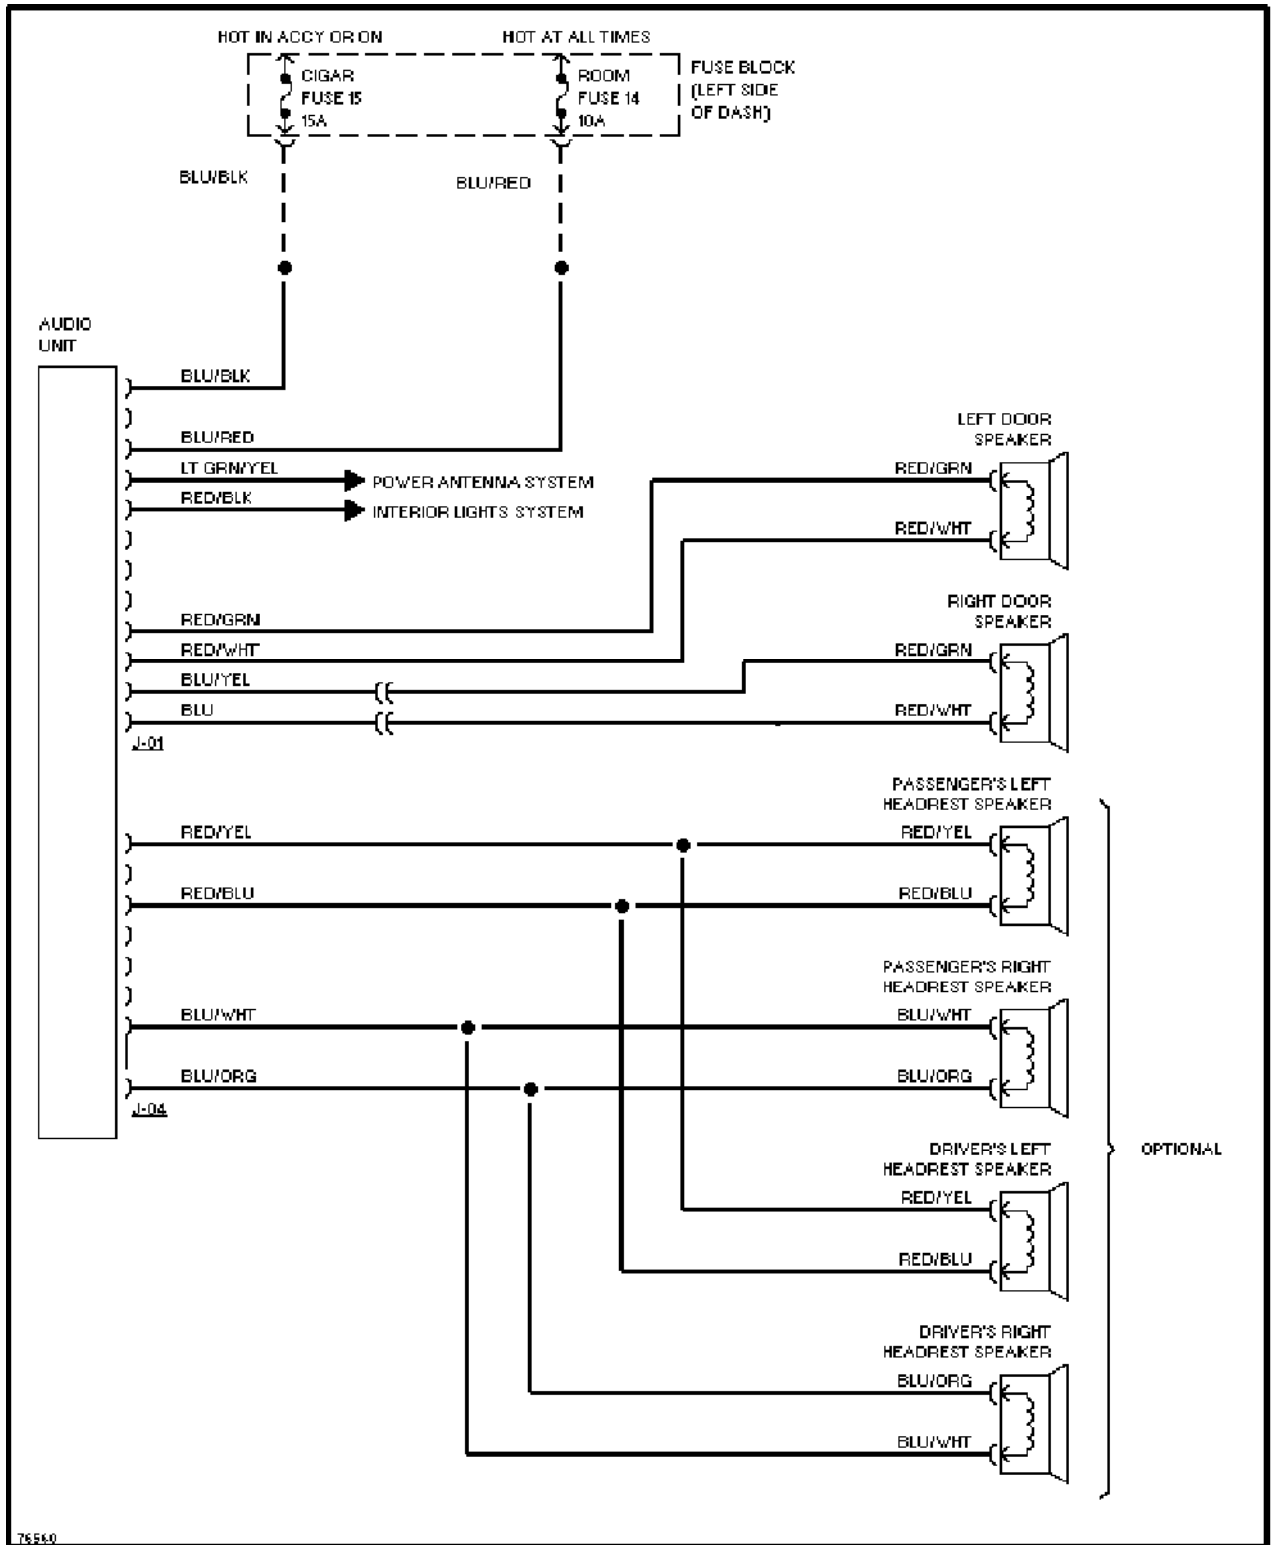 HOT IN ACCY OR ON
HOT AT ALL TIMES
CIGAR
FUSE 15
15A
ROOM
FUSE 14
10A
FUSE BLOCK
(LEFT SIDE
OF DASH)
BLU/BLK
BLU/RED
AUDIO
UNIT
BLU/BLK
BLU/RED
LT GRN/YEL
POWER ANTENNA SYSTEM
RED/BLK
INTERIOR LIGHTS SYSTEM
LEFT DOOR
SPEAKER
RED/GRN
RED/WHT
RIGHT DOOR
SPEAKER
RED/GRN
RED/GRN
RED/WHT
BLU/YEL
BLU
RED/WHT
J-01
PASSENGER'S LEFT
HEADREST SPEAKER
RED/YEL
RED/YEL
RED/BLU
RED/BLU
PASSENGER'S RIGHT
HEADREST SPEAKER
BLU/WHT
BLU/WHT
BLU/ORG
BLU/ORG
J-04
DRIVER'S LEFT
HEADREST SPEAKER
OPTIONAL
RED/YEL
RED/BLU
DRIVER'S RIGHT
HEADREST SPEAKER
BLU/ORG
BLU/WHT
76560